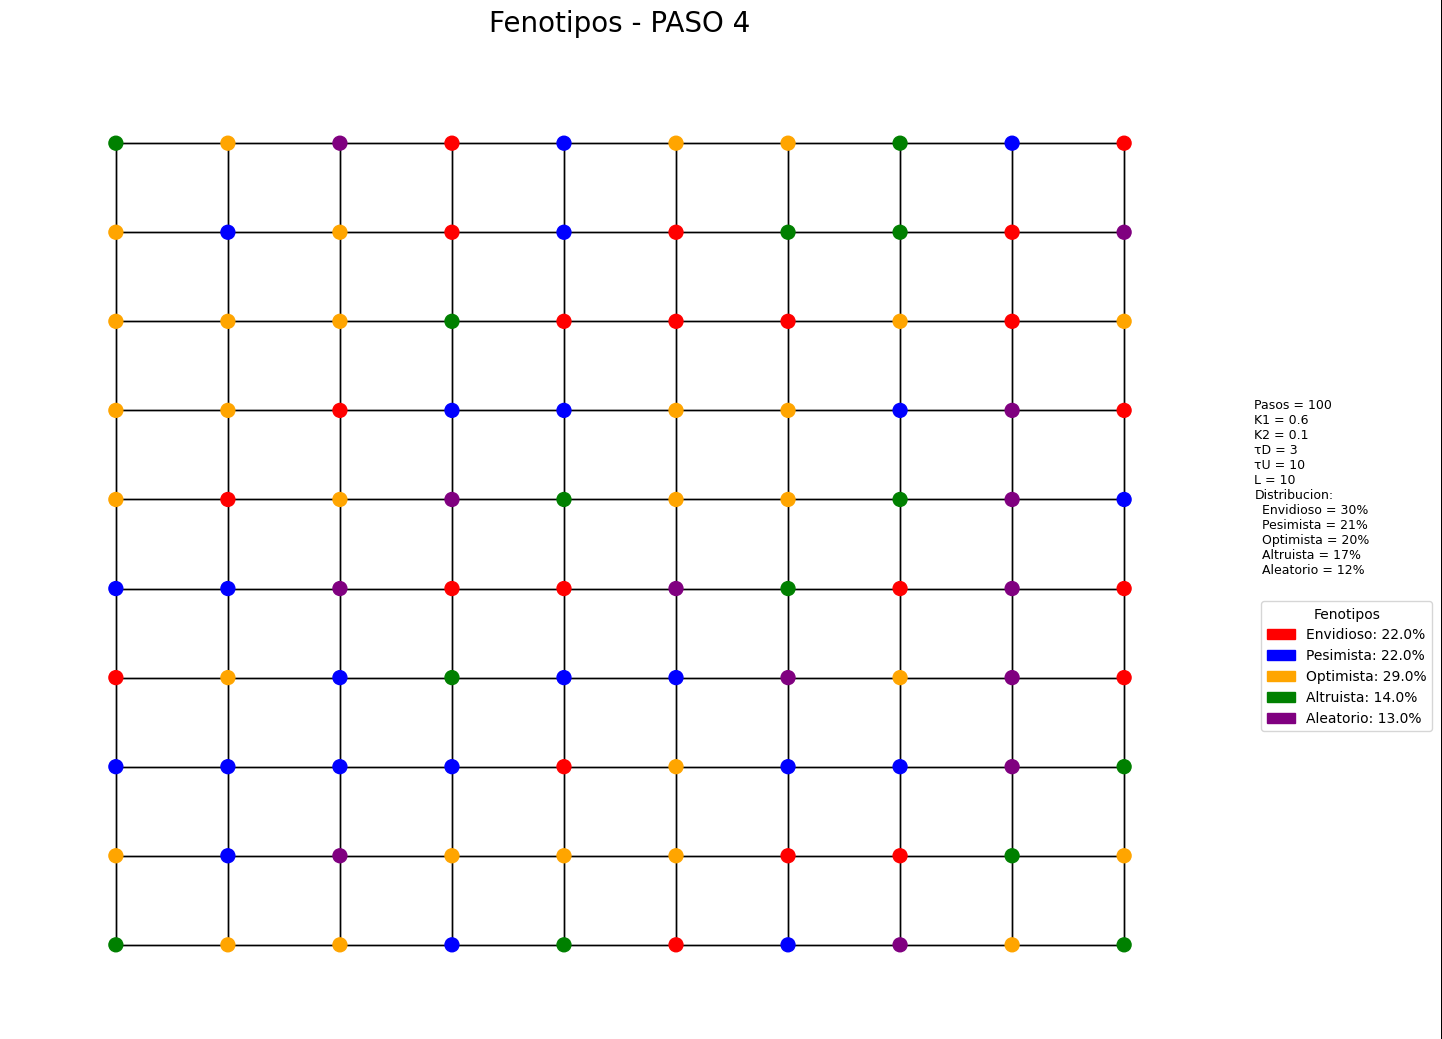 Fenotipos - PASO 4
Pasos = 100
K1 = 0.6
K2 = 0.1
τD = 3
τU = 10
L = 10
Distribucion:
Envidioso = 30%
Pesimista = 21%
Optimista = 20%
Altruista = 17%
Aleatorio = 12%
Fenotipos
Envidioso: 22.0%
Pesimista: 22.0%
Optimista: 29.0%
Altruista: 14.0%
Aleatorio: 13.0%